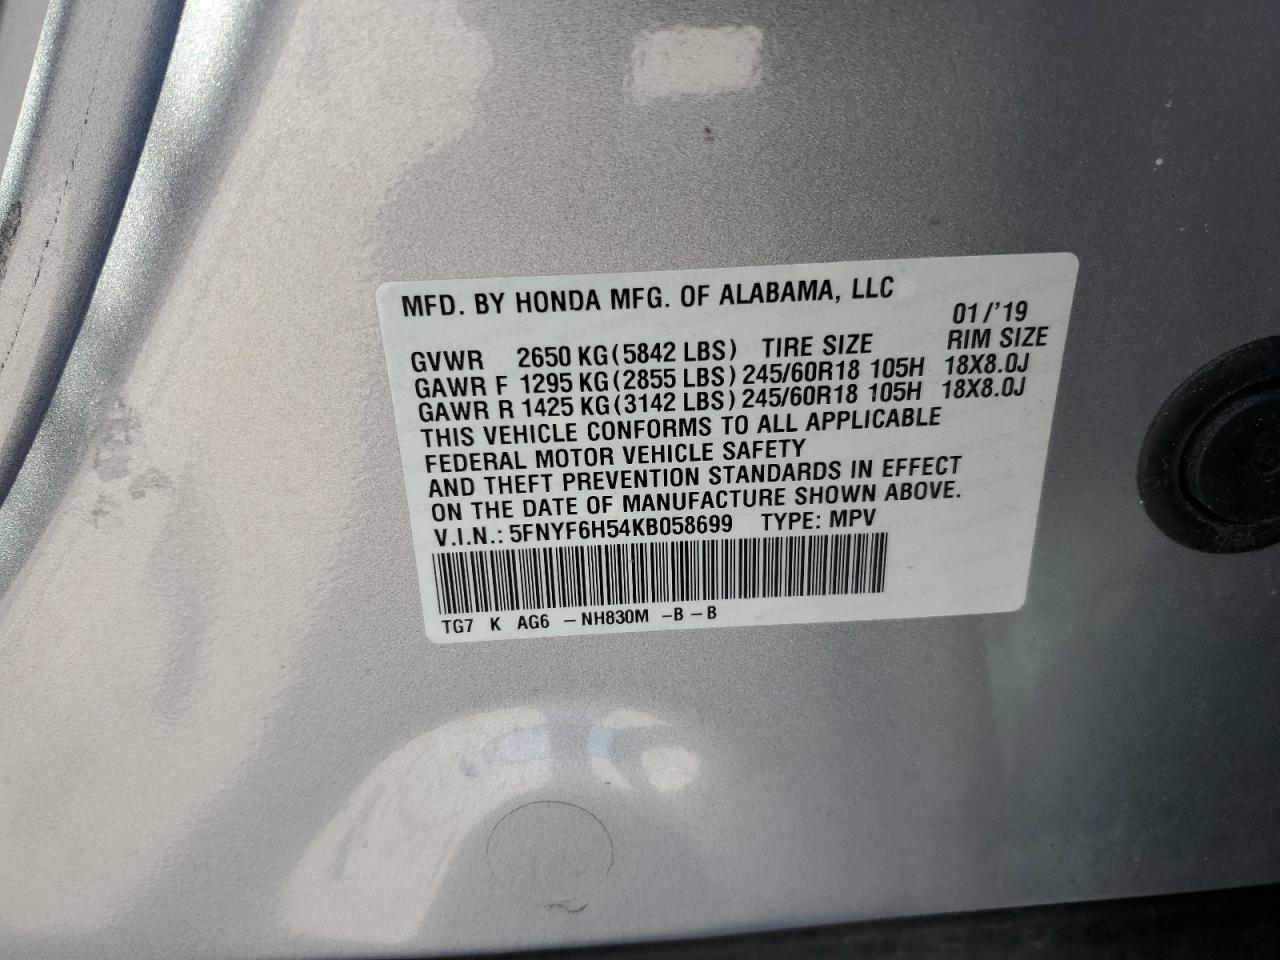 MFD. BY HONDA MFG. OF ALABAMA, LLC
01/'19
GVWR 2650 KG(5842 LBS) TIRE SIZE RIM SIZE
GAWR F 1295 KG(2855 LBS) 245/60R18 105H 18X8.0J
GAWR R 1425 KG(3142 LBS) 245/60R18 105H 18X8.0J
THIS VEHICLE CONFORMS TO ALL APPLICABLE
FEDERAL MOTOR VEHICLE SAFETY
AND THEFT PREVENTION STANDARDS IN EFFECT
ON THE DATE OF MANUFACTURE SHOWN ABOVE.
V.I.N.: 5FNYF6H54KB058699 TYPE: MPV
TG7 K AG6 -NH830M -B-B